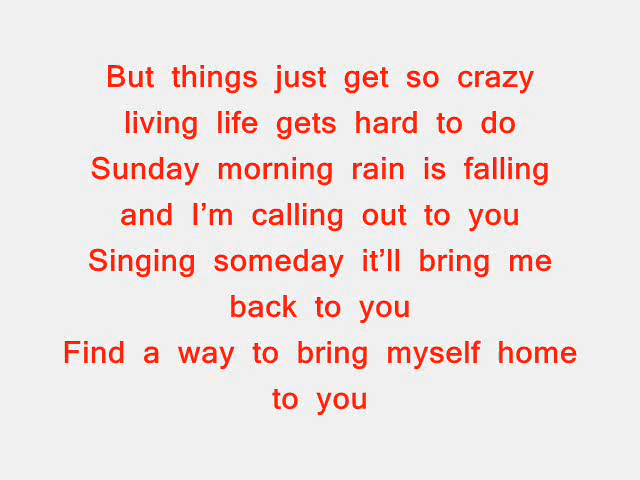 But things just get so crazy
living life gets hard to do
Sunday morning rain is falling
and I’m calling out to you
Singing someday it’ll bring me
back to you
Find a way to bring myself home
to you